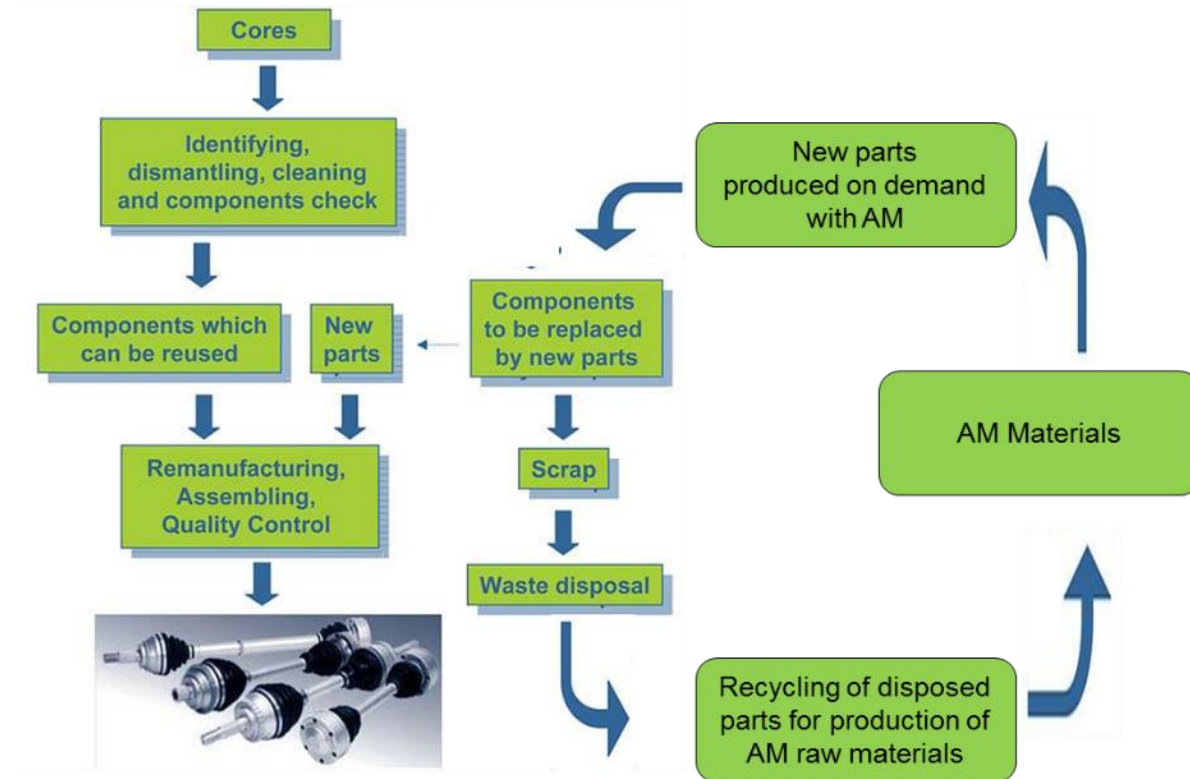 Cores
Identifying,
dismantling, cleaning
and components check
New parts
produced on demand
with AM
Components which
can be reused
New
parts
Components
to be replaced
by new parts
AM Materials
Remanufacturing,
Assembling,
Quality Control
Scrap
Waste disposal
Recycling of disposed
parts for production of
AM raw materials